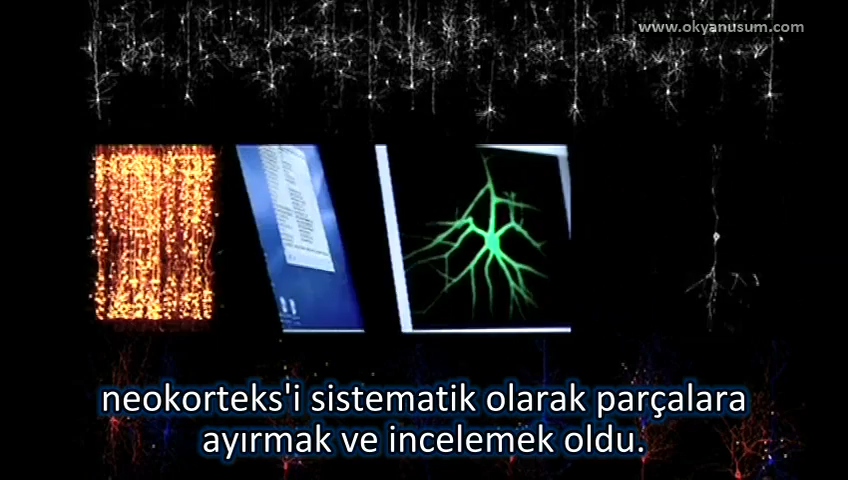 www.okyanusum.com
neokorteks'i sistematik olarak parçalara
ayırmak ve incelemek oldu.